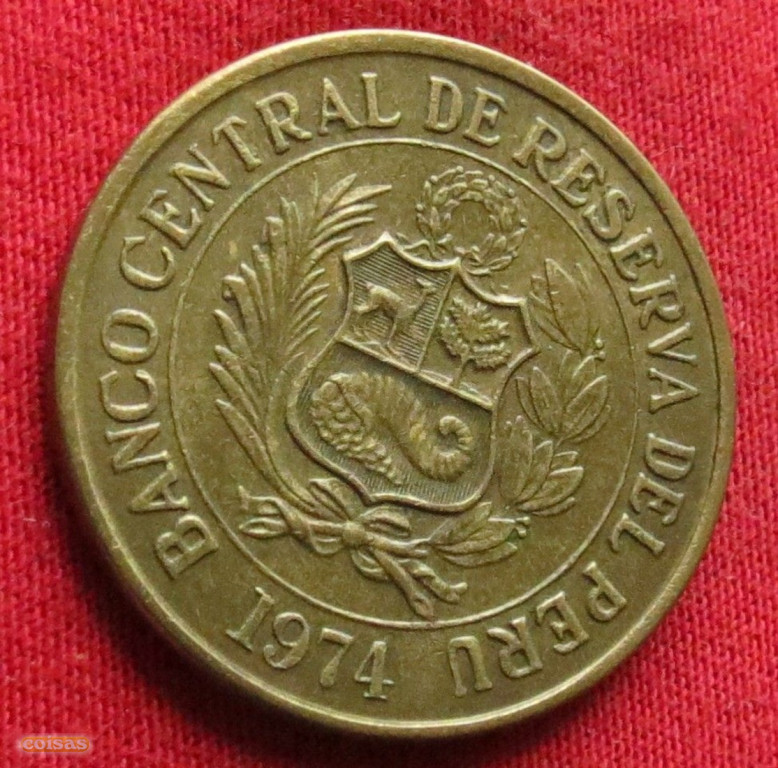 BANCO CENTRAL DE RESERVA DEL PERU
1974
coisas